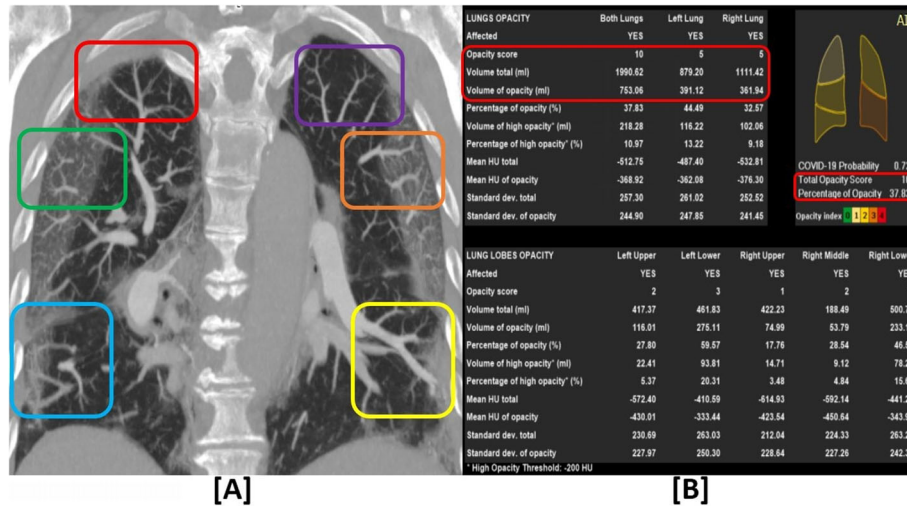 LUNGS OPACITY Both Lungs Left Lung Right Lung
Affected YES YES YES
Opacity score 10 5 5
Volume total (ml) 1990.62 879.20 1111.42
Volume of opacity (ml) 753.06 391.12 361.94
Percentage of opacity (%) 37.83 44.49 32.57
Volume of high opacity* (ml) 218.28 116.22 102.06
Percentage of high opacity* (%) 10.97 13.22 9.18
Mean HU total -512.75 -487.40 -532.81
Mean HU of opacity -368.92 -362.08 -376.30
Standard dev. total 257.30 261.02 252.52
Standard dev. of opacity 244.90 247.85 241.45
COVID-19 Probability
Total Opacity Score
Percentage of Opacity
Opacity index 0 1 2 3 4
LUNG LOBES OPACITY Left Upper Left Lower Right Upper Right Middle
Affected YES YES YES YES
Opacity score 2 3 1 2
Volume total (ml) 417.37 461.83 422.23 188.49
Volume of opacity (ml) 116.01 275.11 74.99 53.79
Percentage of opacity (%) 27.80 59.57 17.76 28.54
Volume of high opacity* (ml) 22.41 93.81 14.71 9.12
Percentage of high opacity* (%) 5.37 20.31 3.48 4.84
Mean HU total -572.40 -410.59 -614.93 -592.14
Mean HU of opacity -430.01 -333.44 -423.54 -450.64
Standard dev. total 230.69 263.03 212.04 224.33
Standard dev. of opacity 227.97 250.30 228.64 227.26
* High Opacity Threshold: -200 HU
[A] [B]